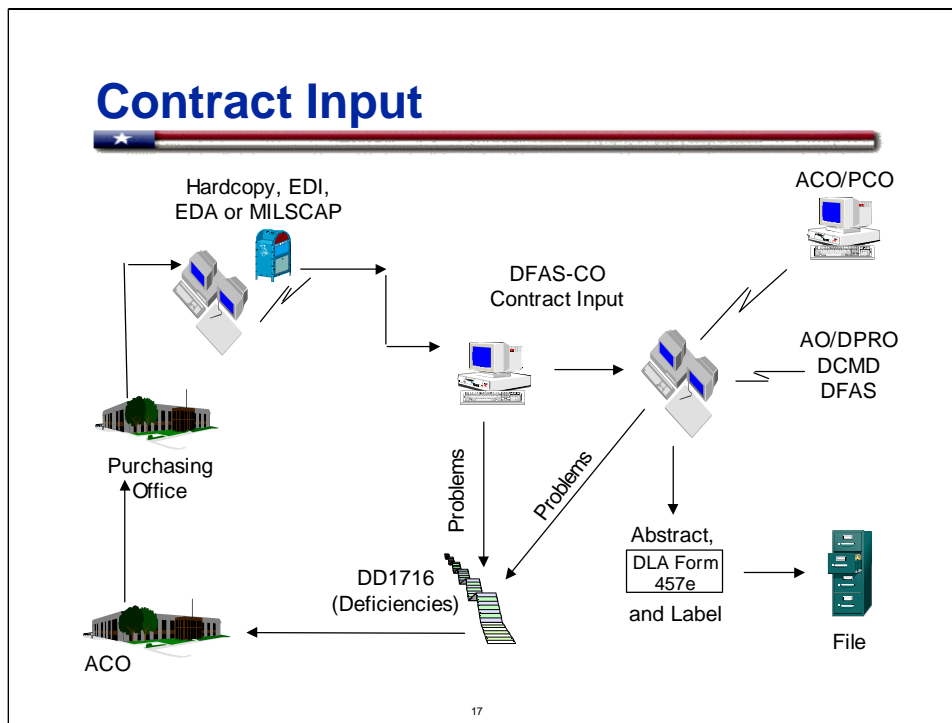 Contract Input
Hardcopy, EDI,
EDA or MILSCAP
ACO/PCO
DFAS-CO
Contract Input
AO/DPRO
DCMD
DFAS
Purchasing
Office
Problems
Problems
Abstract,
DLA Form
457e
and Label
DD1716
(Deficiencies)
File
ACO
17